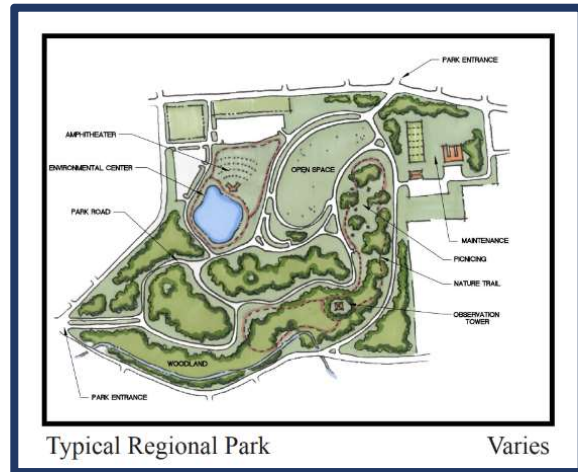 PARK ENTRANCE
AMPHITHEATER
ENVIRONMENTAL CENTER
OPEN SPACE
PARK ROAD
MAINTENANCE
PICNICING
NATURE TRAIL
OBSERVATION
TOWER
WOODLAND
PARK ENTRANCE
Typical Regional Park Varies